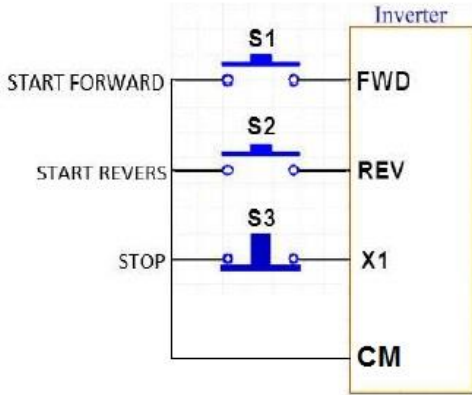 Inverter
S1
START FORWARD
FWD
S2
START REVERS
REV
S3
STOP
X1
CM